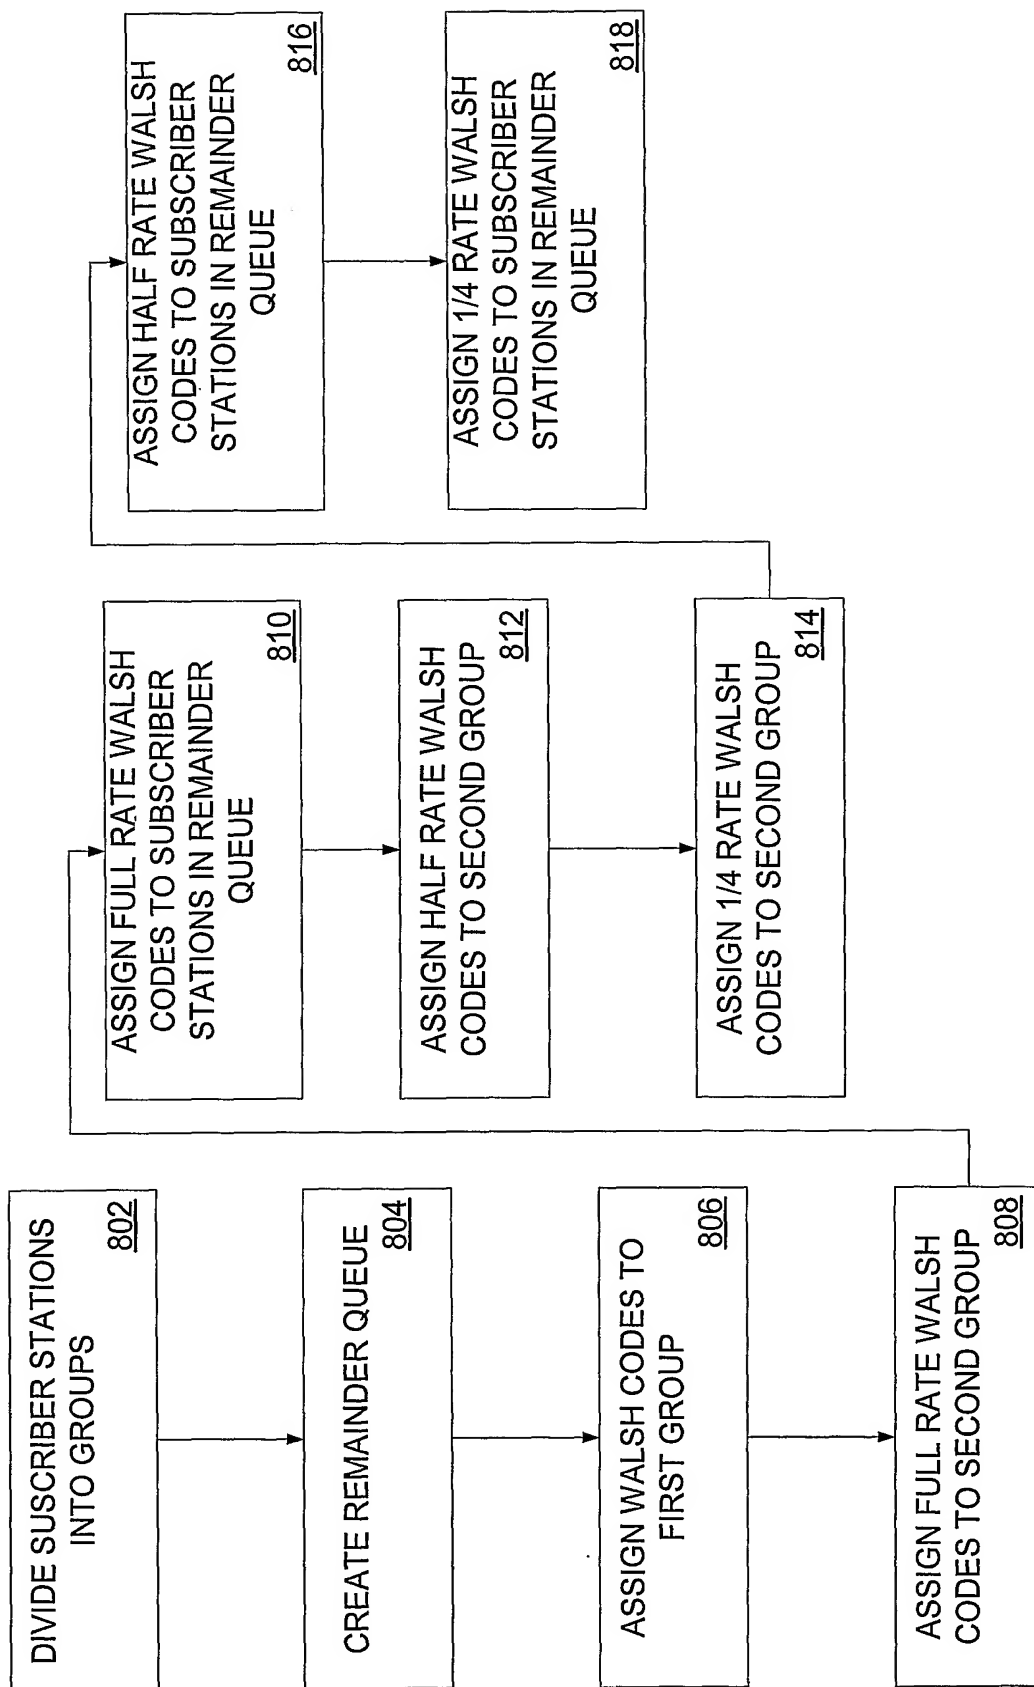 DIVIDE SUSCRIBER STATIONS
INTO GROUPS
802
CREATE REMAINDER QUEUE
804
ASSIGN WALSH CODES TO
FIRST GROUP
806
ASSIGN FULL RATE WALSH
CODES TO SECOND GROUP
808
ASSIGN FULL RATE WALSH
CODES TO SUBSCRIBER
STATIONS IN REMAINDER
QUEUE
810
ASSIGN HALF RATE WALSH
CODES TO SECOND GROUP
812
ASSIGN 1/4 RATE WALSH
CODES TO SECOND GROUP
814
ASSIGN HALF RATE WALSH
CODES TO SUBSCRIBER
STATIONS IN REMAINDER
QUEUE
816
ASSIGN 1/4 RATE WALSH
CODES TO SUBSCRIBER
STATIONS IN REMAINDER
QUEUE
818